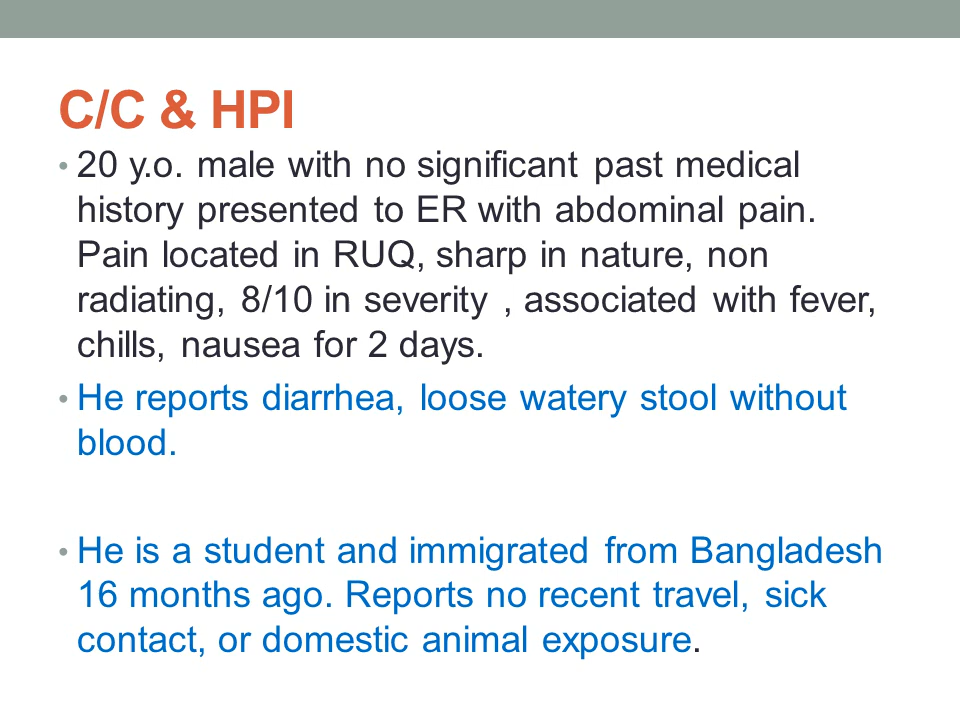 C/C & HPI
• 20 y.o. male with no significant past medical
history presented to ER with abdominal pain.
Pain located in RUQ, sharp in nature, non
radiating, 8/10 in severity , associated with fever,
chills, nausea for 2 days.
• He reports diarrhea, loose watery stool without
blood.
• He is a student and immigrated from Bangladesh
16 months ago. Reports no recent travel, sick
contact, or domestic animal exposure.